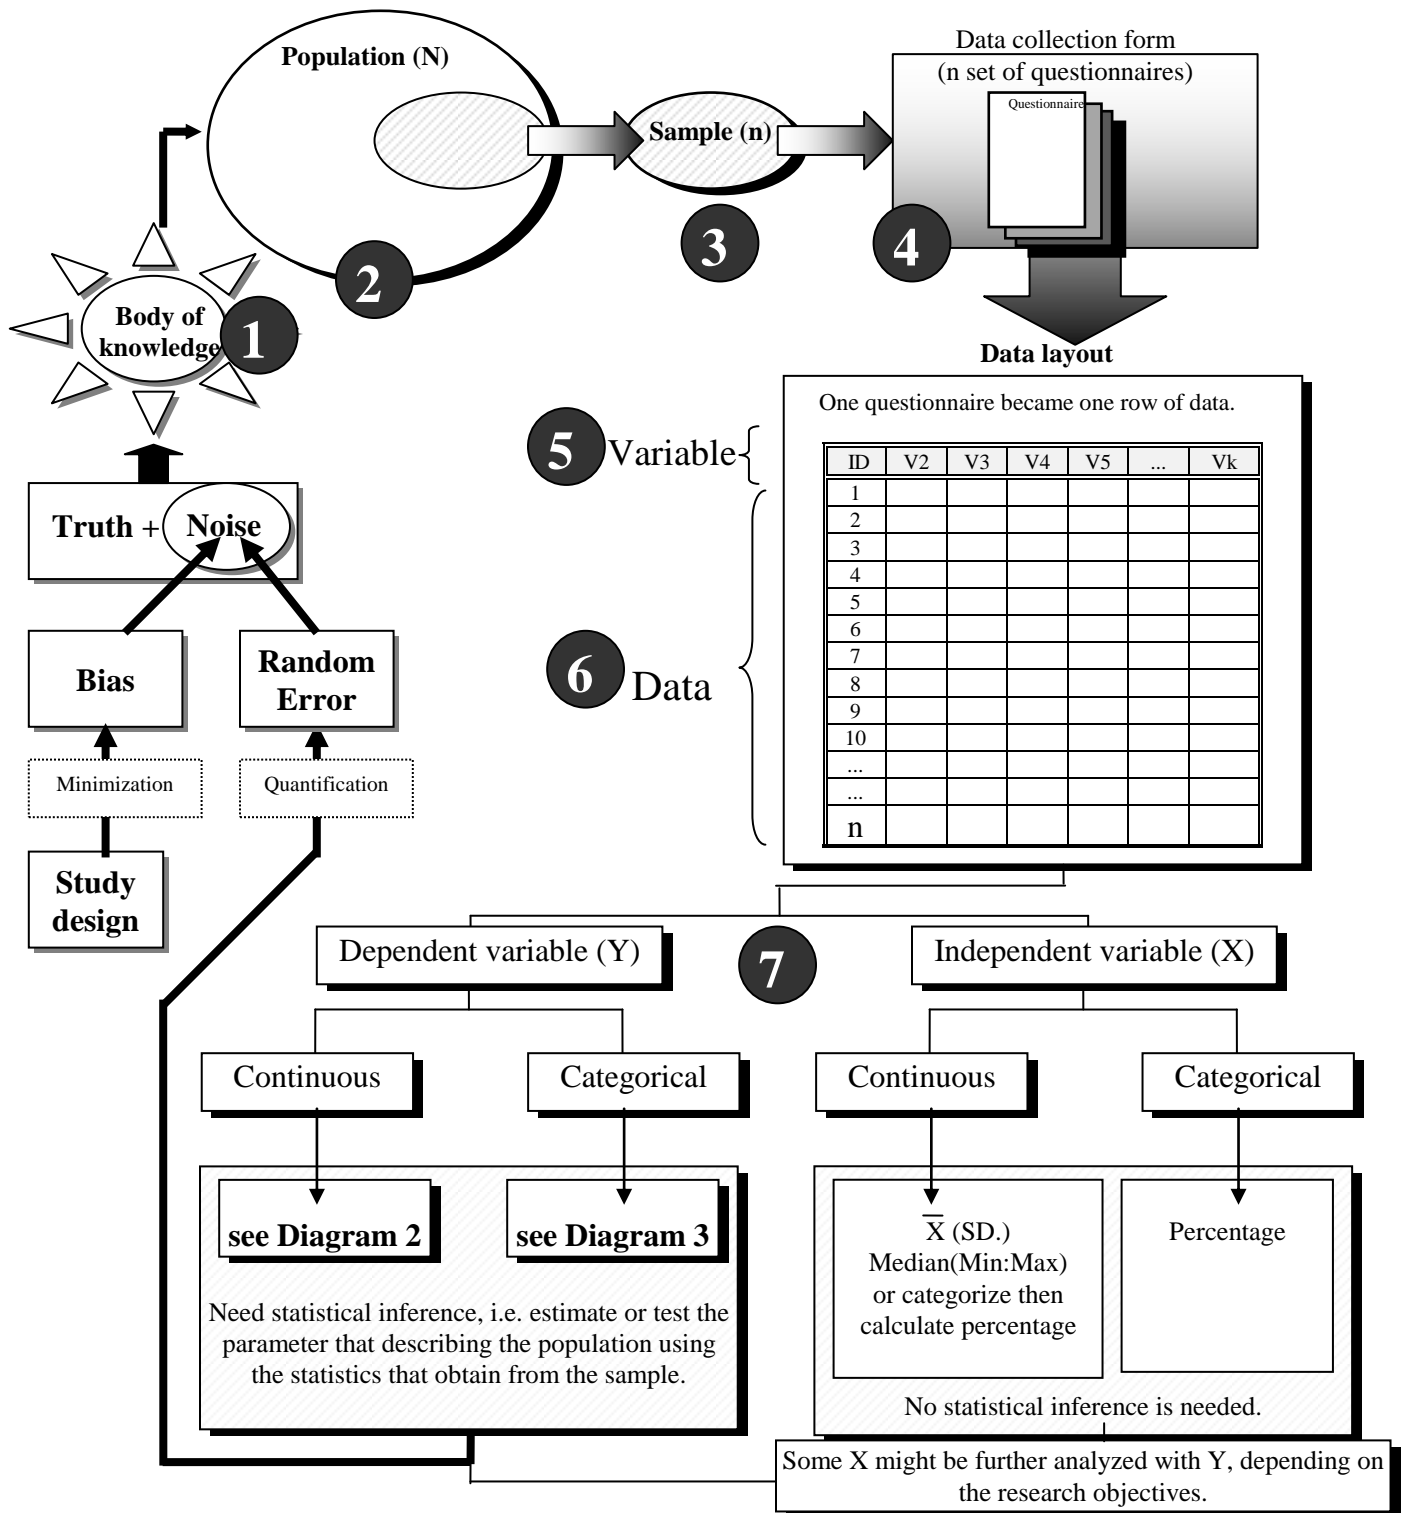 Population (N)
Sample (n)
Data collection form
(n set of questionnaires)
Questionnaire
1
2
3
4
Body of
knowledge
Data layout
One questionnaire became one row of data.
5
Variable
ID V2 V3 V4 V5 ... Vk
1
2
3
4
5
6
7
8
9
10
...
...
n
6
Data
Truth +
Noise
Bias
Random
Error
Minimization
Quantification
Study
design
7
Dependent variable (Y)
Independent variable (X)
Continuous
Categorical
Continuous
Categorical
see Diagram 2
see Diagram 3
Need statistical inference, i.e. estimate or test the
parameter that describing the population using
the statistics that obtain from the sample.
X̅ (SD.)
Median(Min:Max)
or categorize then
calculate percentage
Percentage
No statistical inference is needed.
Some X might be further analyzed with Y, depending on
the research objectives.